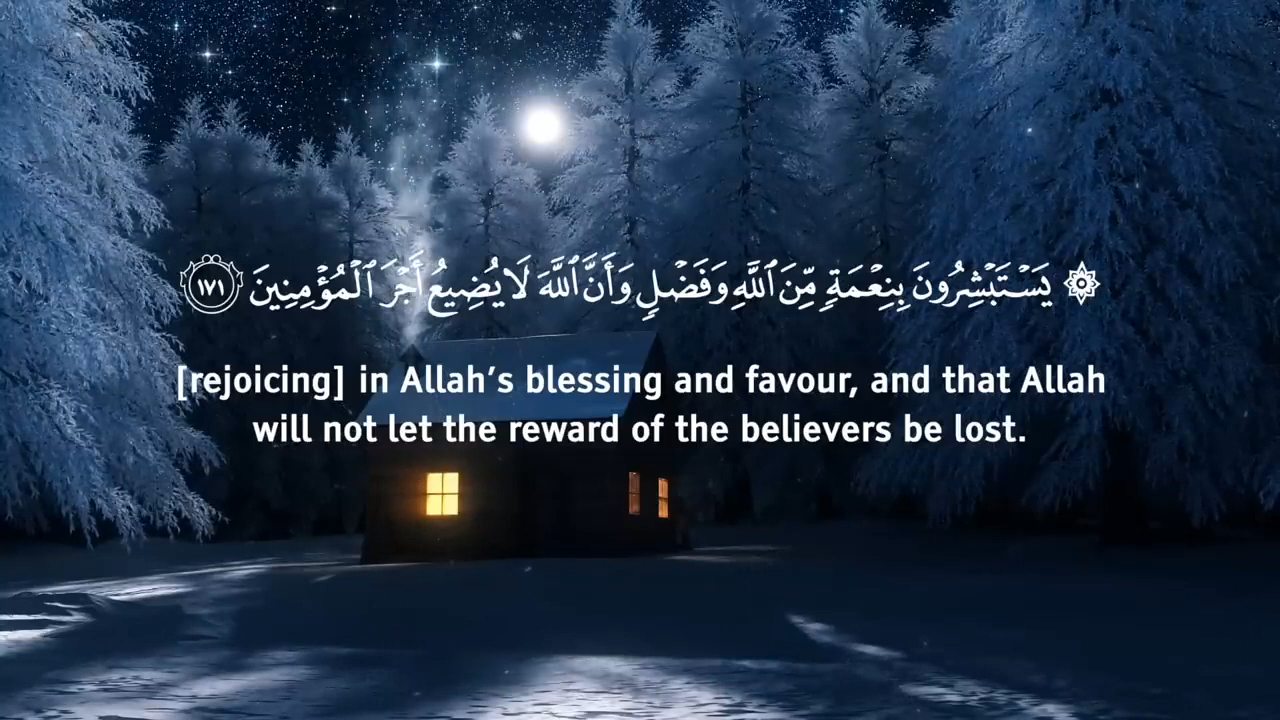 ۞ يَسْتَبْشِرُونَ بِنِعْمَةٍ مِّنَ ٱللَّهِ وَفَضْلٍ وَأَنَّ ٱللَّهَ لَا يُضِيعُ أَجْرَ ٱلْمُؤْمِنِينَ ١٧١
[rejoicing] in Allah’s blessing and favour, and that Allah
will not let the reward of the believers be lost.